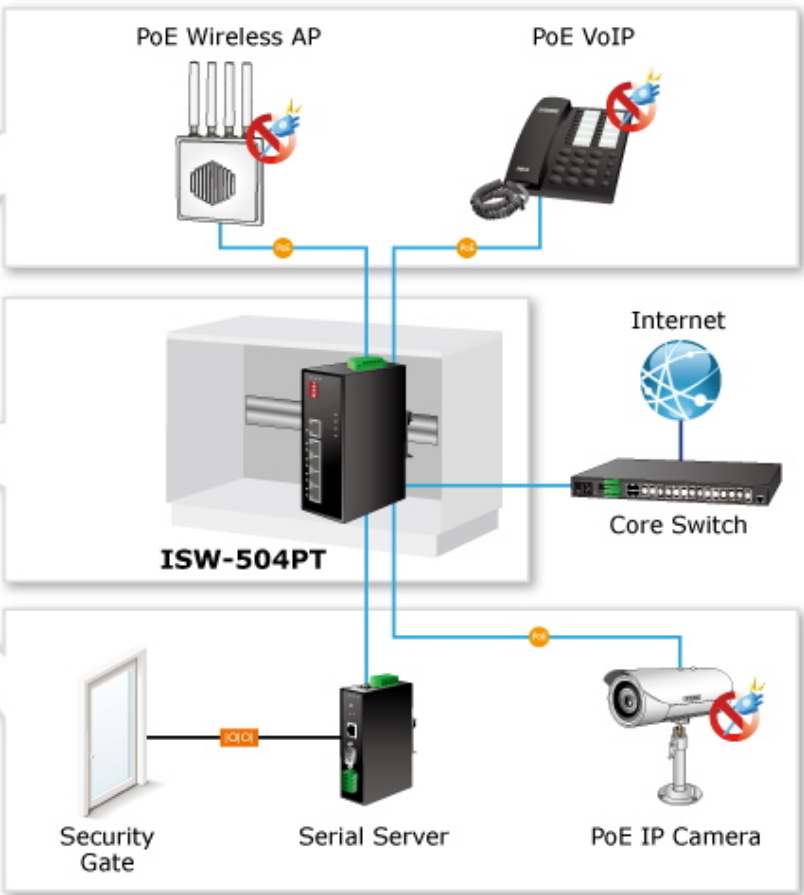 PoE Wireless AP
PoE VoIP
PoE
PoE
Internet
Core Switch
ISW-504PT
PoE
|O|O|
Security
Gate
Serial Server
PoE IP Camera